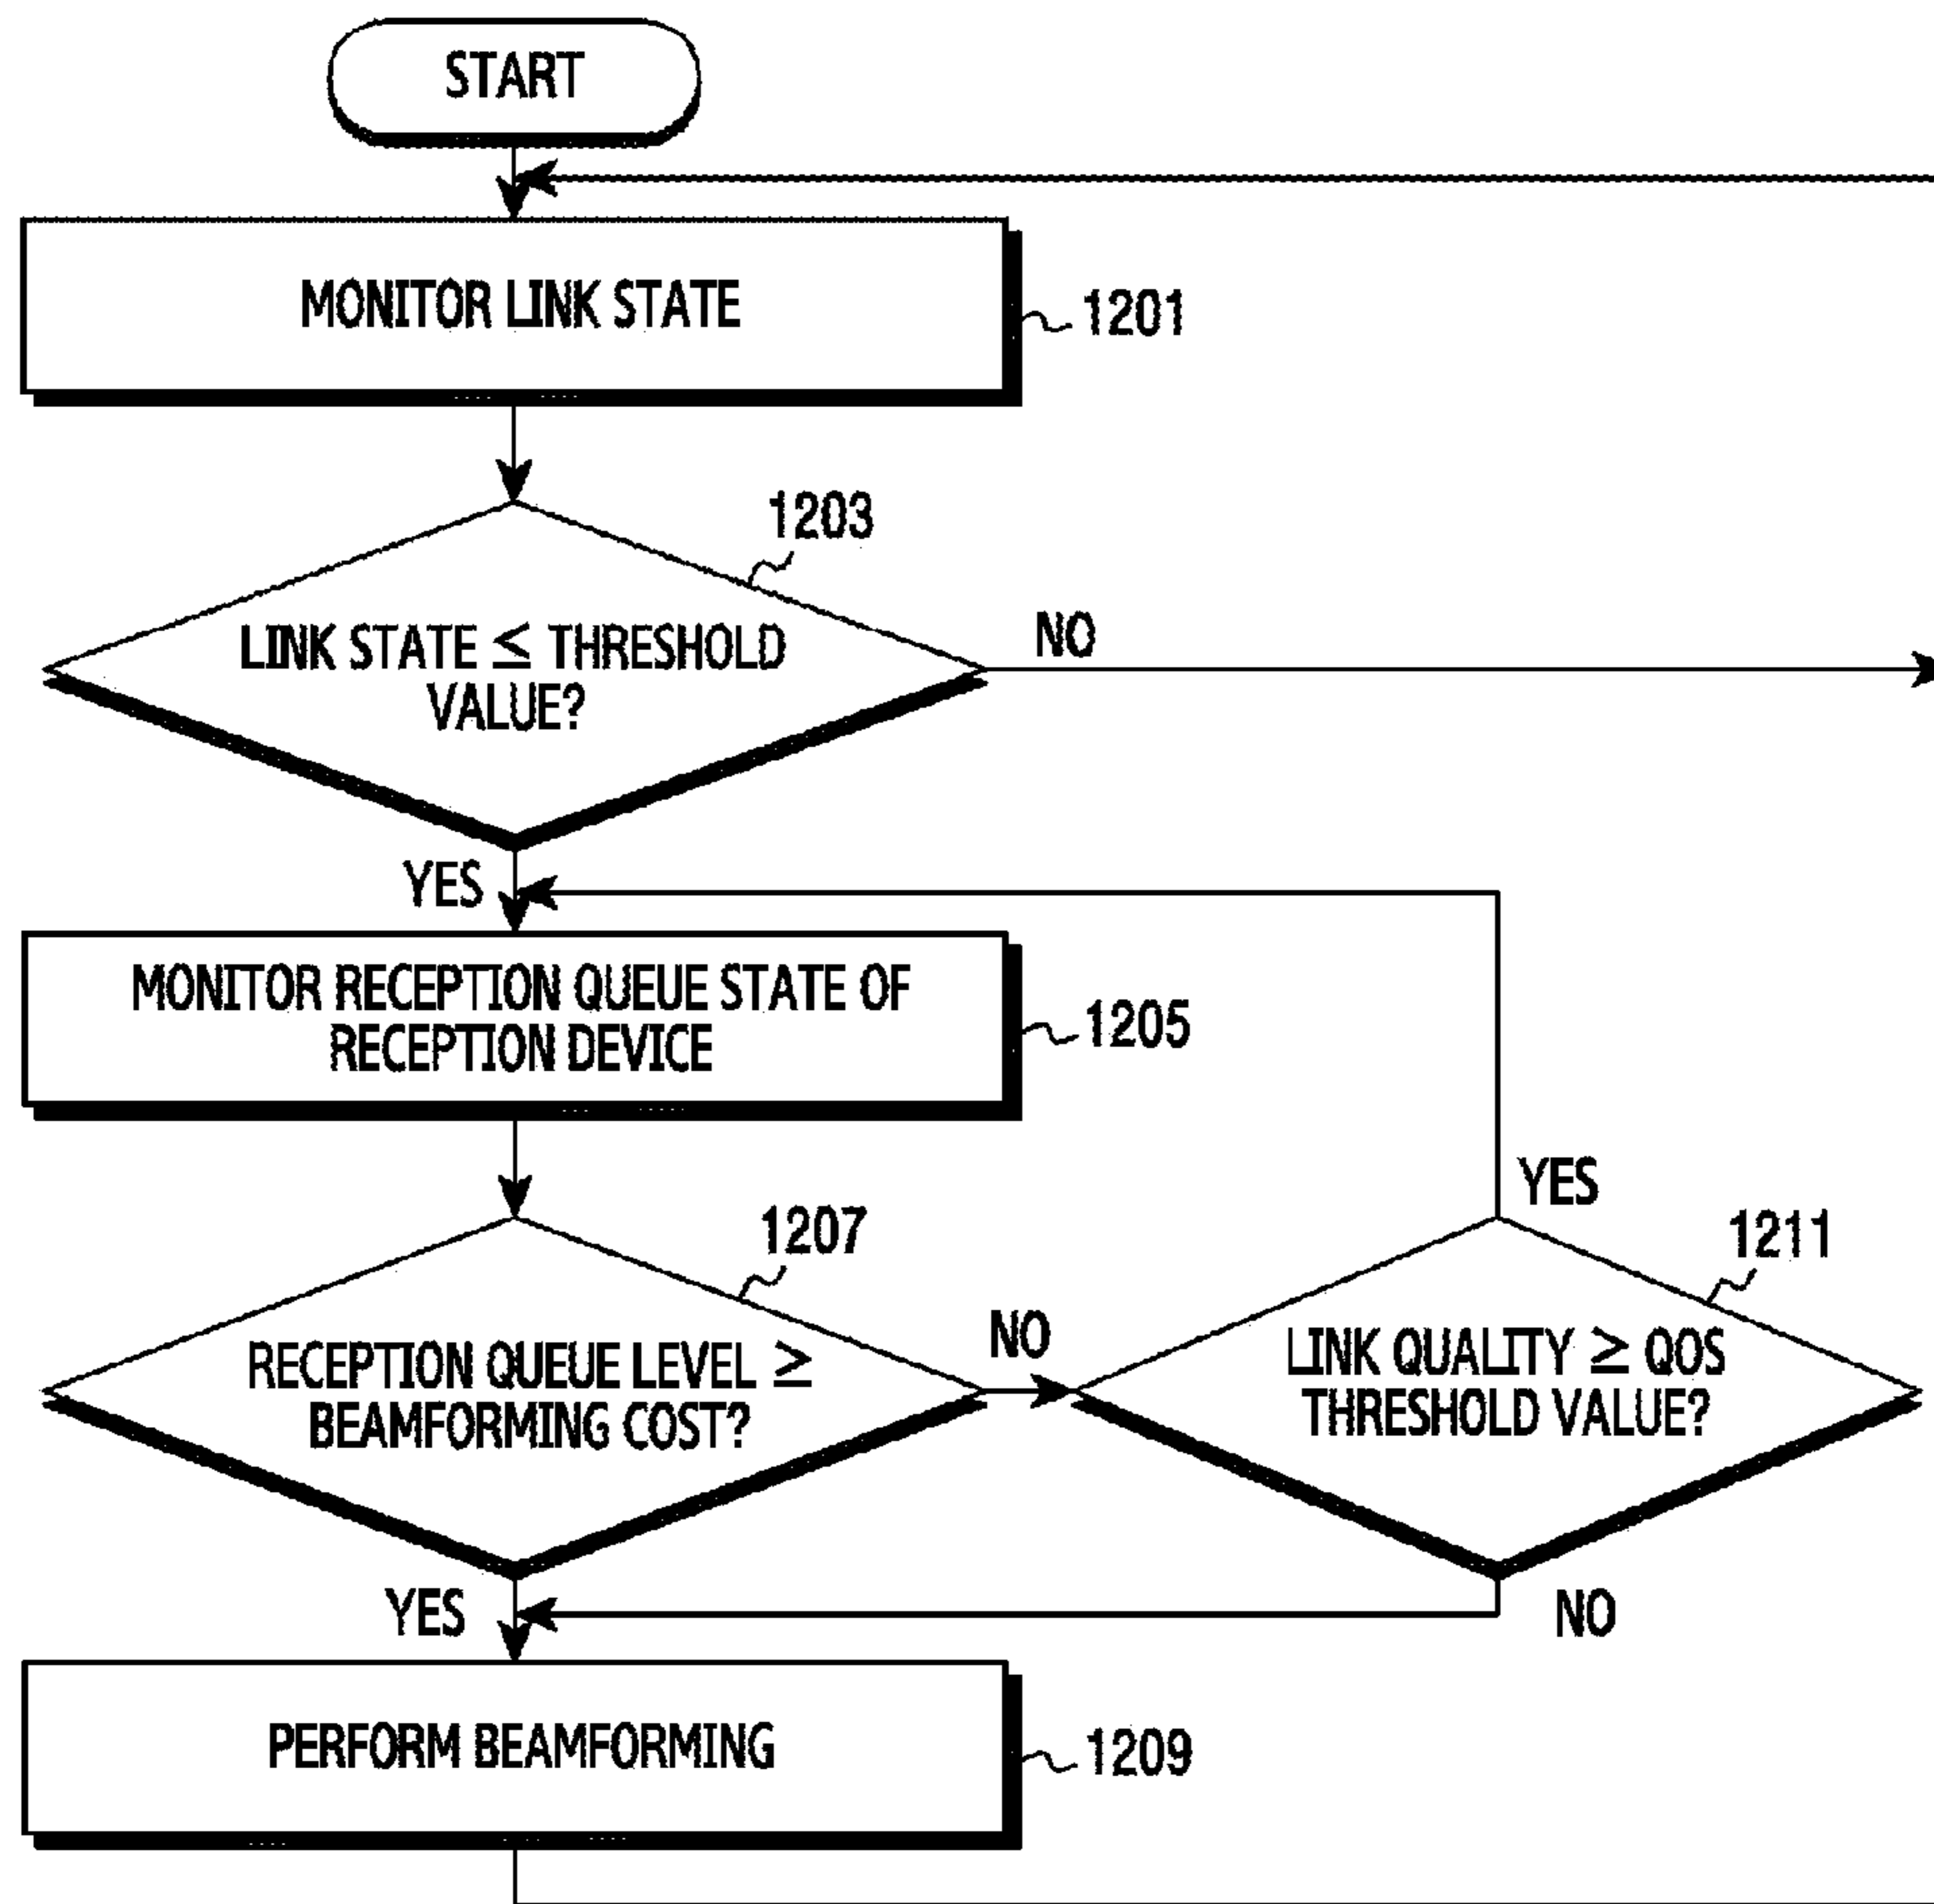 START
MONITOR LINK STATE
1201
1203
LINK STATE ≤ THRESHOLD
VALUE?
NO
YES
MONITOR RECEPTION QUEUE STATE OF
RECEPTION DEVICE
1205
YES
1207
1211
RECEPTION QUEUE LEVEL ≥
BEAMFORMING COST?
NO
LINK QUALITY ≥ QOS
THRESHOLD VALUE?
YES
NO
PERFORM BEAMFORMING
1209